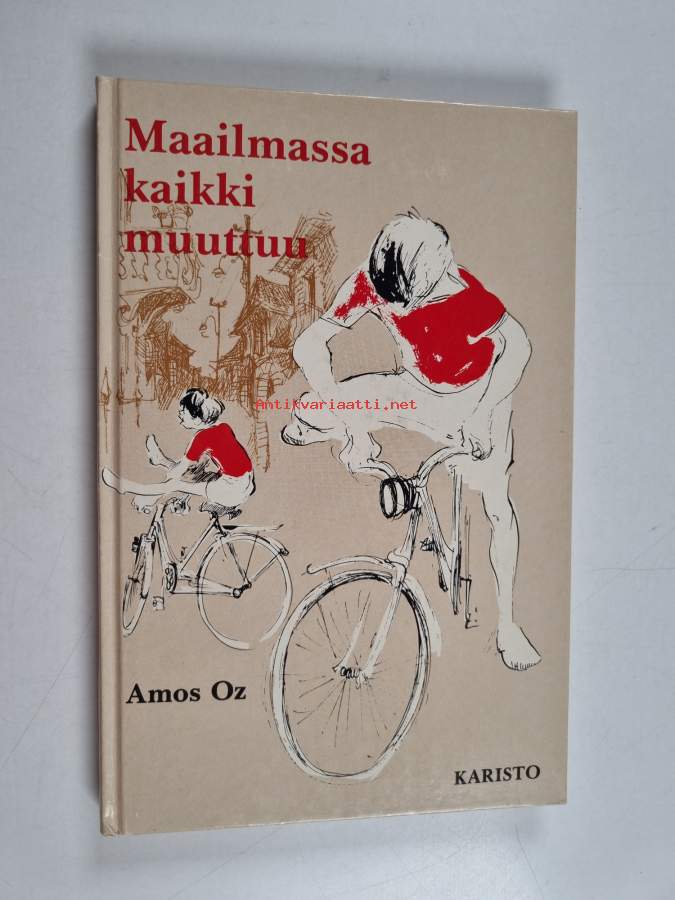 Maailmassa
kaikki
muuttuu
Antikvariaatti.net
Amos Oz
KARISTO